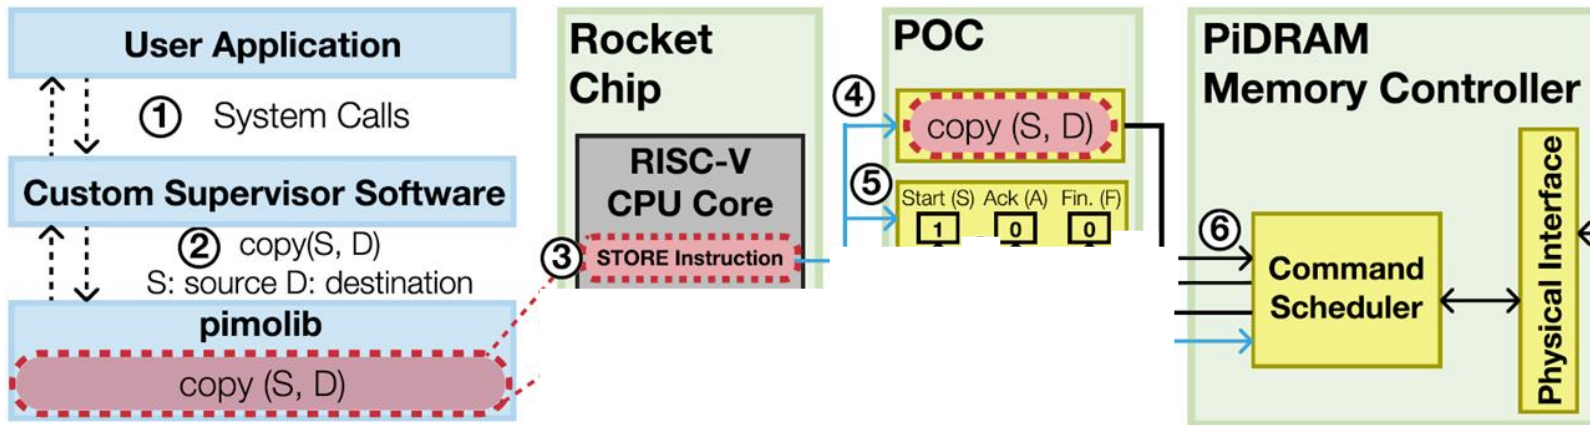 User Application
① System Calls
Custom Supervisor Software
② copy(S, D)
S: source D: destination
pimolib
copy (S, D)
Rocket
Chip
RISC-V
CPU Core
③ STORE Instruction
POC
④ copy (S, D)
⑤ Start (S) Ack (A) Fin. (F)
1 0 0
PiDRAM
Memory Controller
⑥ Command
Scheduler
Physical Interface